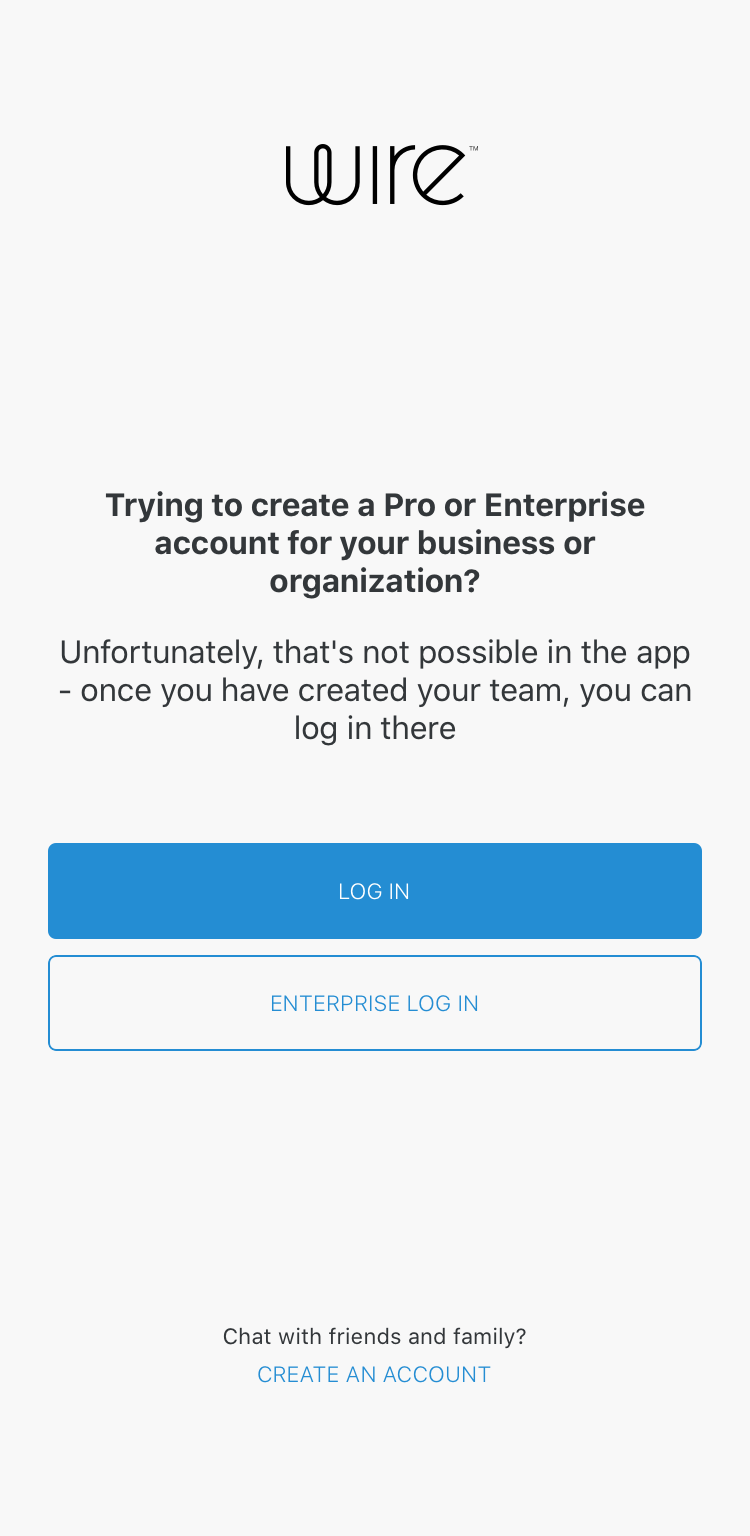 wire™
Trying to create a Pro or Enterprise
account for your business or
organization?
Unfortunately, that's not possible in the app
- once you have created your team, you can
log in there
LOG IN
ENTERPRISE LOG IN
Chat with friends and family?
CREATE AN ACCOUNT